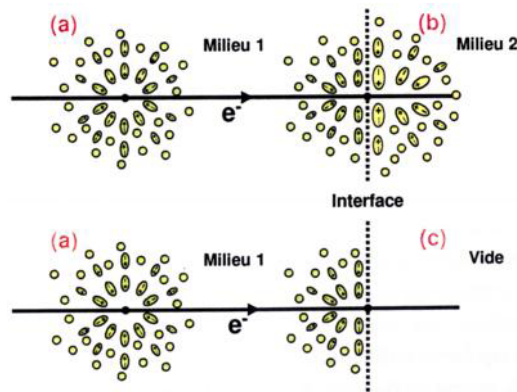 (a)
Milieu 1
(b)
Milieu 2
e-
Interface
(a)
Milieu 1
(c)
Vide
e-